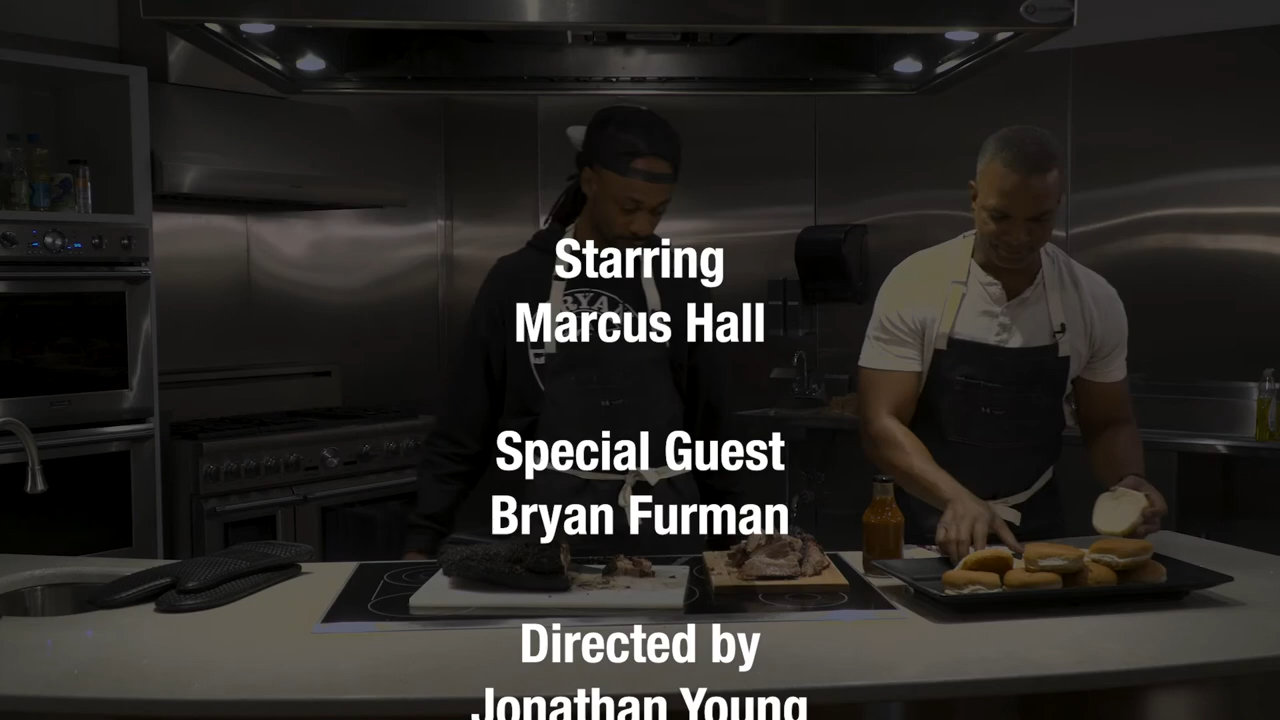 Starring
Marcus Hall
Special Guest
Bryan Furman
Directed by
Jonathan Young